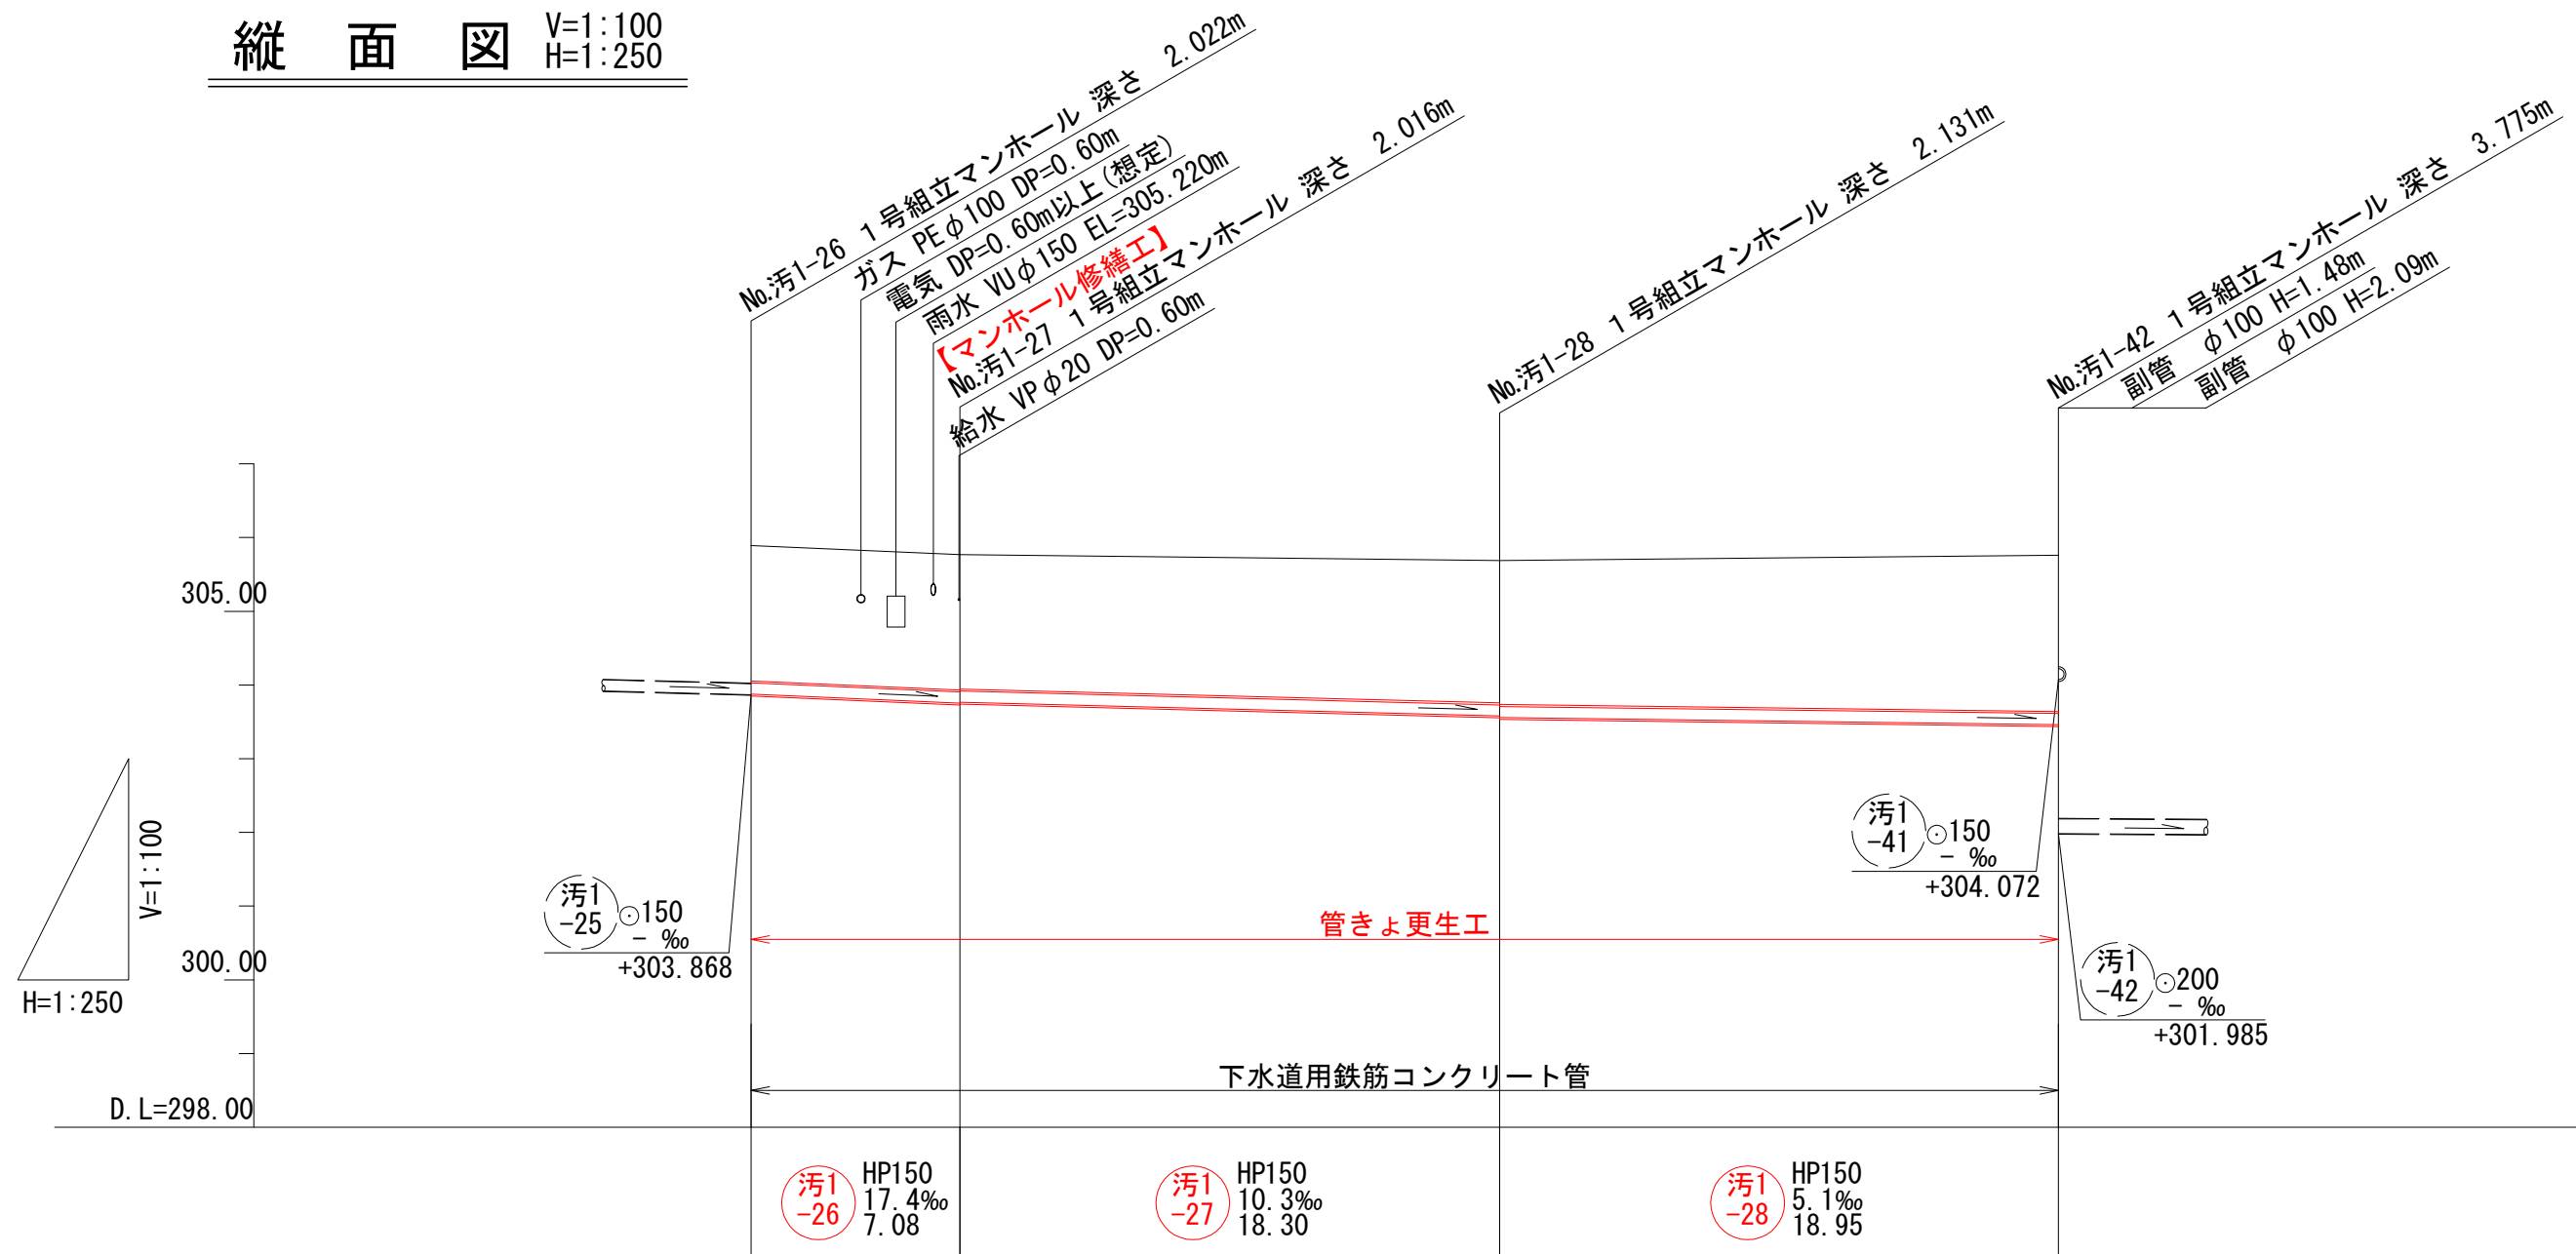 縦 面 図
V=1:100
H=1:250
№.汚1-26 1号組立マンホール 深さ 2.022m
ガス PEφ100 DP=0.60m
電気 DP=0.60m以上(想定)
雨水 VUφ150 EL=305.220m
【マンホール修繕工】
№.汚1-27 1号組立マンホール 深さ 2.016m
給水 VPφ20 DP=0.60m
№.汚1-28 1号組立マンホール 深さ 2.131m
№.汚1-42 1号組立マンホール 深さ 3.775m
副管 φ100 H=1.48m
副管 φ100 H=2.09m
305.00
300.00
D.L=298.00
V=1:100
H=1:250
汚1
-25
150
- ‰
+303.868
汚1
-41
150
- ‰
+304.072
管きょ更生工
汚1
-42
200
- ‰
+301.985
下水道用鉄筋コンクリート管
汚1
-26
HP150
17.4‰
7.08
汚1
-27
HP150
10.3‰
18.30
汚1
-28
HP150
5.1‰
18.95